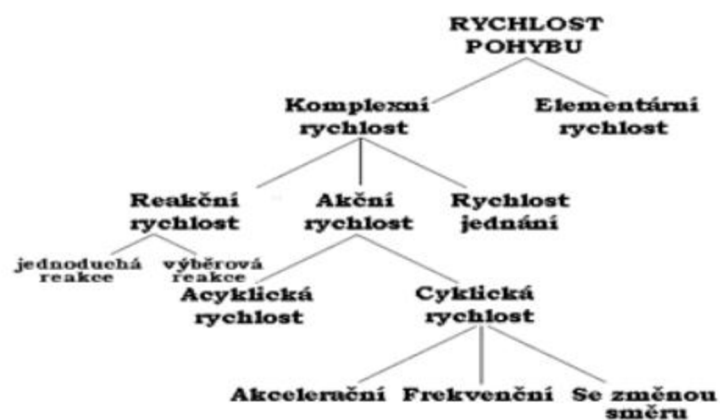 RYCHLOST
POHYBU
Komplexní
rychlost
Elementární
rychlost
Reakční
rychlost
Akční
rychlost
Rychlost
jednání
jednoduchá
reakce
výběrová
reakce
Acyklická
rychlost
Cyklická
rychlost
Akcelerační
Frekvenční
Se změnou
směru